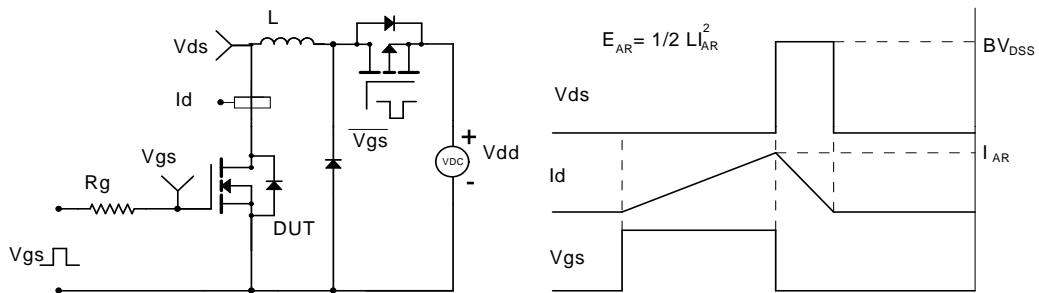 L
Vds
Id
Vgs
Rg
DUT
Vgs
Vgs
VDC
+
-
Vdd
E_AR = 1/2 LI_AR^2
BV_DSS
Vds
I_AR
Id
Vgs